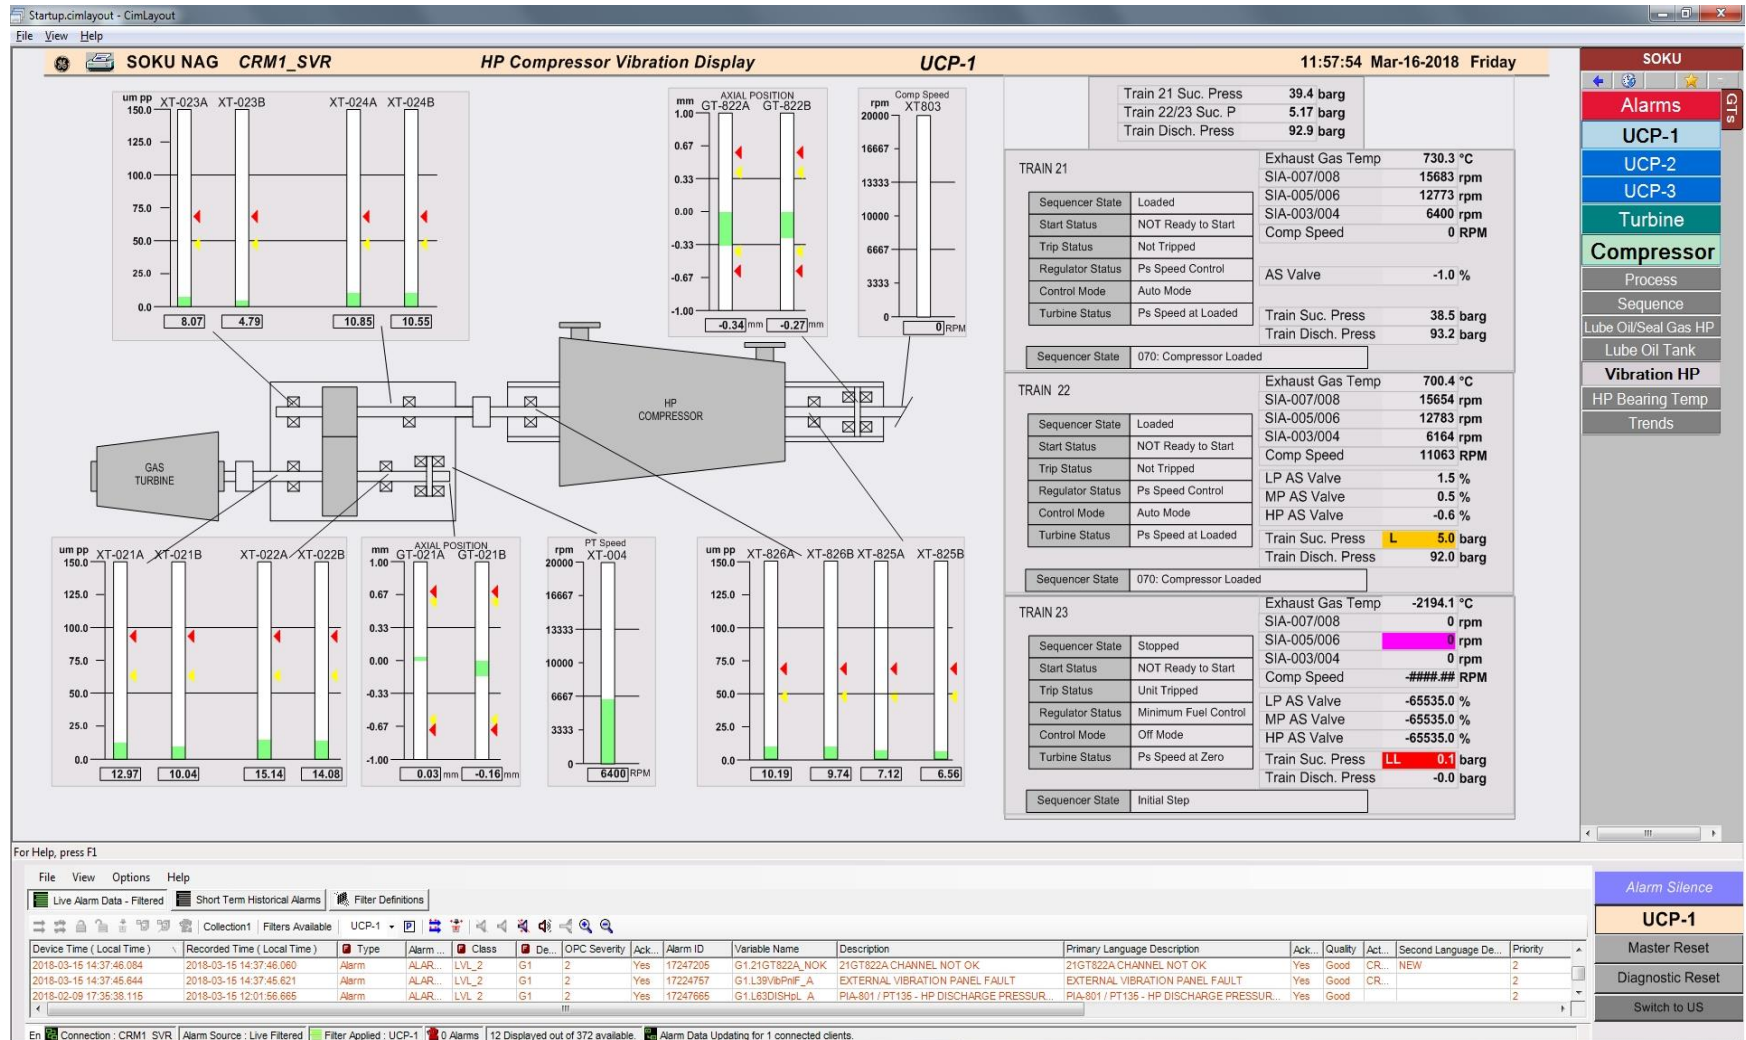 Startup.cimlayout - CimLayout
File View Help
SOKU NAG CRM1_SVR HP Compressor Vibration Display UCP-1 11:57:54 Mar-16-2018 Friday
um pp XT-023A XT-023B XT-024A XT-024B
150.0
125.0
100.0
75.0
50.0
25.0
0.0
8.07 4.79 10.85 10.55
AXIAL POSITION
mm GT-822A GT-822B
1.00
0.67
0.33
0.00
-0.33
-0.67
-1.00
-0.34 mm -0.27 mm
Comp Speed
rpm XT803
20000
16667
13333
10000
6667
3333
0
0 RPM
HP
COMPRESSOR
GAS
TURBINE
um pp XT-021A XT-021B XT-022A XT-022B
150.0
125.0
100.0
75.0
50.0
25.0
0.0
12.97 10.04 15.14 14.08
AXIAL POSITION
mm GT-021A GT-021B
1.00
0.67
0.33
0.00
-0.33
-0.67
-1.00
0.03 mm -0.16 mm
PT Speed
rpm XT-004
20000
16667
13333
10000
6667
3333
0
6400 RPM
um pp XT-826A XT-826B XT-825A XT-825B
150.0
125.0
100.0
75.0
50.0
25.0
0.0
10.19 9.74 7.12 6.56
Train 21 Suc. Press 39.4 barg
Train 22/23 Suc. P 5.17 barg
Train Disch. Press 92.9 barg
TRAIN 21
Sequencer State Loaded
Start Status NOT Ready to Start
Trip Status Not Tripped
Regulator Status Ps Speed Control
Control Mode Auto Mode
Turbine Status Ps Speed at Loaded
Sequencer State 070: Compressor Loaded
Exhaust Gas Temp 730.3 °C
SIA-007/008 15683 rpm
SIA-005/006 12773 rpm
SIA-003/004 6400 rpm
Comp Speed 0 RPM
AS Valve -1.0 %
Train Suc. Press 38.5 barg
Train Disch. Press 93.2 barg
TRAIN 22
Sequencer State Loaded
Start Status NOT Ready to Start
Trip Status Not Tripped
Regulator Status Ps Speed Control
Control Mode Auto Mode
Turbine Status Ps Speed at Loaded
Sequencer State 070: Compressor Loaded
Exhaust Gas Temp 700.4 °C
SIA-007/008 15654 rpm
SIA-005/006 12783 rpm
SIA-003/004 6164 rpm
Comp Speed 11063 RPM
LP AS Valve 1.5 %
MP AS Valve 0.5 %
HP AS Valve -0.6 %
Train Suc. Press L 5.0 barg
Train Disch. Press 92.0 barg
TRAIN 23
Sequencer State Stopped
Start Status NOT Ready to Start
Trip Status Unit Tripped
Regulator Status Minimum Fuel Control
Control Mode Off Mode
Turbine Status Ps Speed at Zero
Sequencer State Initial Step
Exhaust Gas Temp -2194.1 °C
SIA-007/008 0 rpm
SIA-005/006 0 rpm
SIA-003/004 0 rpm
Comp Speed -####.## RPM
LP AS Valve -65535.0 %
MP AS Valve -65535.0 %
HP AS Valve -65535.0 %
Train Suc. Press LL 0.1 barg
Train Disch. Press -0.0 barg
SOKU
GTs
Alarms
UCP-1
UCP-2
UCP-3
Turbine
Compressor
Process
Sequence
Lube Oil/Seal Gas HP
Lube Oil Tank
Vibration HP
HP Bearing Temp
Trends
For Help, press F1
File View Options Help
Live Alarm Data - Filtered Short Term Historical Alarms Filter Definitions
Collection1 Filters Available UCP-1 P
Device Time ( Local Time ) Recorded Time ( Local Time ) Type Alarm ... Class De... OPC Severity Ack... Alarm ID Variable Name Description Primary Language Description Ack... Quality Act... Second Language De... Priority
2018-03-15 14:37:46.084 2018-03-15 14:37:46.060 Alarm ALAR... LVL_2 G1 2 Yes 17247205 G1.21GT822A_NOK 21GT822A CHANNEL NOT OK 21GT822A CHANNEL NOT OK Yes Good CR... NEW 2
2018-03-15 14:37:45.644 2018-03-15 14:37:45.621 Alarm ALAR... LVL_2 G1 2 Yes 17224757 G1.L39VibPnlF_A EXTERNAL VIBRATION PANEL FAULT EXTERNAL VIBRATION PANEL FAULT Yes Good CR... 2
2018-02-09 17:35:38.115 2018-03-15 12:01:56.665 Alarm ALAR... LVL_2 G1 2 Yes 17247665 G1.L63DISHpL_A PIA-801 / PT135 - HP DISCHARGE PRESSUR... PIA-801 / PT135 - HP DISCHARGE PRESSUR... Yes Good 2
En Connection : CRM1_SVR Alarm Source : Live Filtered Filter Applied : UCP-1 0 Alarms 12 Displayed out of 372 available. Alarm Data Updating for 1 connected clients.
Alarm Silence
UCP-1
Master Reset
Diagnostic Reset
Switch to US